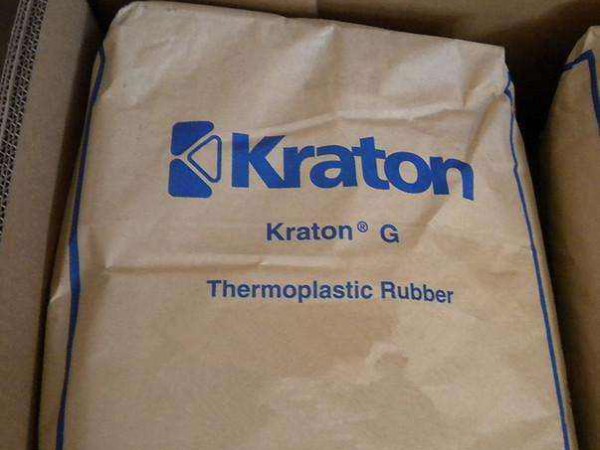 Kraton
Kraton® G
Thermoplastic Rubber